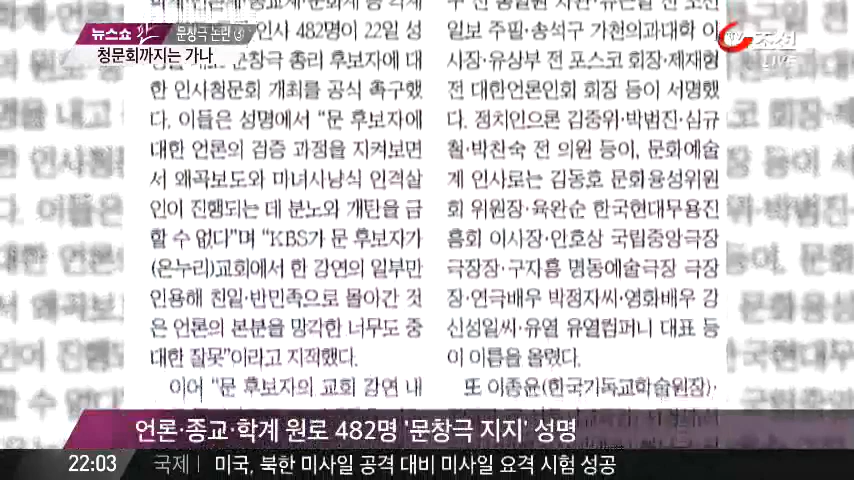 뉴스쇼 판
문창극 논란
청문회까지는 가나
조선
LIVE
인사 482명이 22일 성
문창극 총리 후보자에 대
한 인사청문회 개최를 공식 촉구했
다. 이들은 성명에서 “문 후보자에
대한 언론의 검증 과정을 지켜보면
서 왜곡보도와 마녀사냥식 인격살
인이 진행되는 데 분노와 개탄을 금
할 수 없다”며 “KBS가 문 후보자가
(온누리)교회에서 한 강연의 일부만
인용해 친일·반민족으로 몰아간 것
은 언론의 본분을 망각한 너무도 중
대한 잘못”이라고 지적했다.
이어 “문 후보자의 교회 강연 내
일보 주필·송석구 가천의과대학 이
사장·유상부 전 포스코 회장·제재형
전 대한언론인회 회장 등이 서명했
다. 정치인으론 김중위·박범진·심규
철·박찬숙 전 의원 등이, 문화예술
계 인사로는 김동호 문화융성위원
회 위원장·육완순 한국현대무용진
흥회 이사장·안호상 국립중앙극장
극장장·구자흥 명동예술극장 극장
장·연극배우 박정자씨·영화배우 강
신성일씨·유열 유열컴퍼니 대표 등
이 이름을 올렸다.
또 이종윤(한국기독교학술원장)·
언론·종교·학계 원로 482명 '문창극 지지' 성명
22:03 국제 | 미국, 북한 미사일 공격 대비 미사일 요격 시험 성공